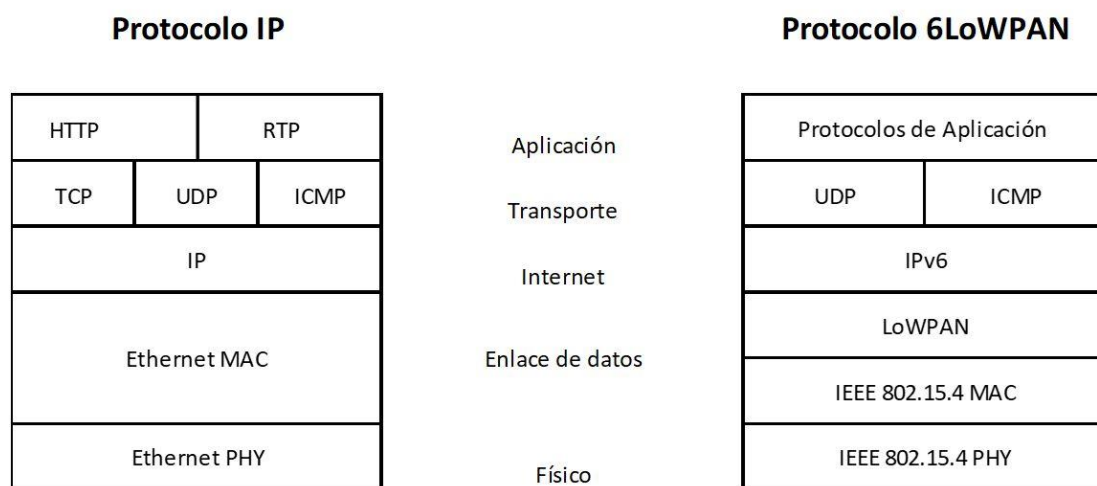 Protocolo IP
Protocolo 6LoWPAN
HTTP
RTP
Aplicación
Protocolos de Aplicación
TCP
UDP
ICMP
Transporte
UDP
ICMP
IP
Internet
IPv6
Ethernet MAC
Enlace de datos
LoWPAN
IEEE 802.15.4 MAC
Ethernet PHY
Físico
IEEE 802.15.4 PHY